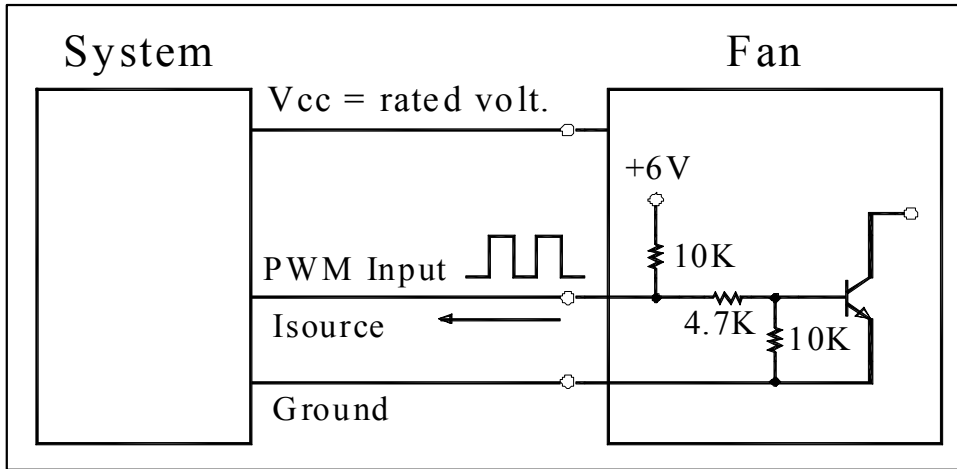 System
Fan
Vcc = rated volt.
+6V
PWM Input
10K
Isource
4.7K
10K
Ground